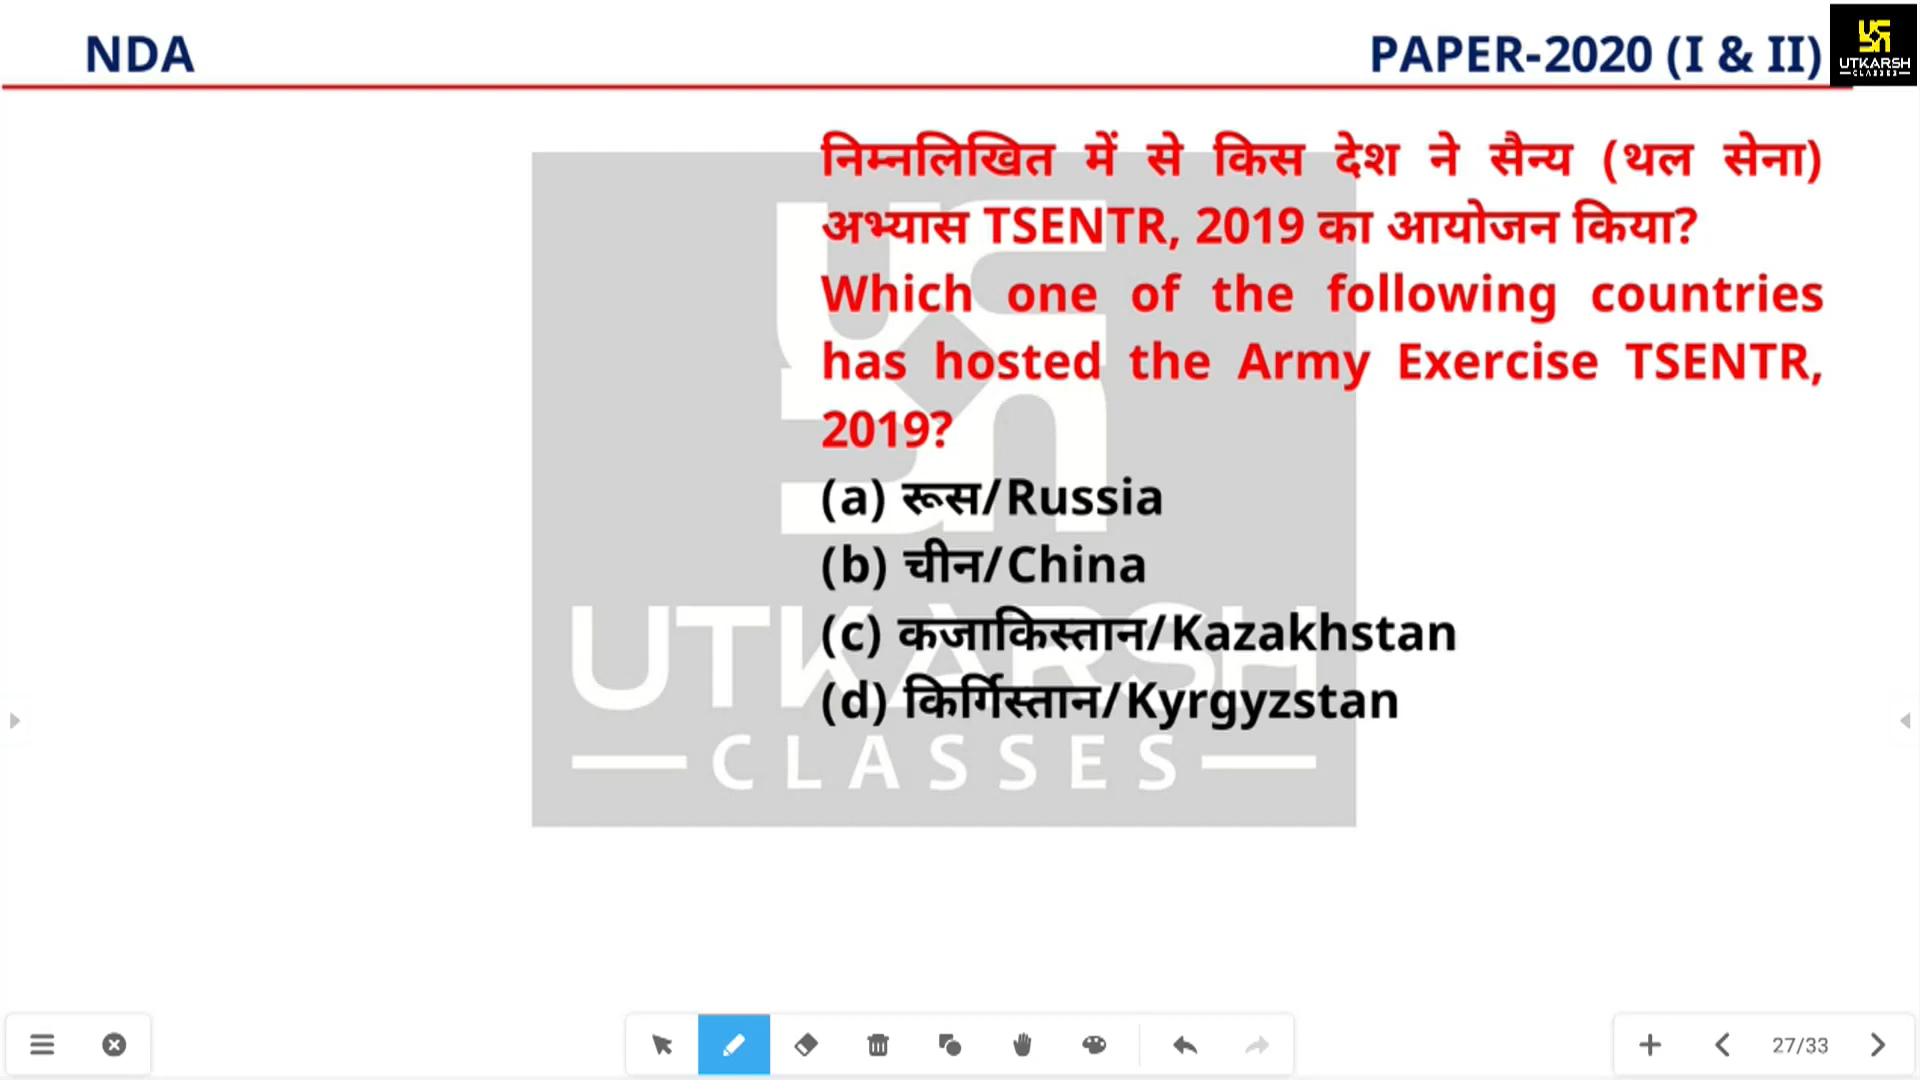 NDA
PAPER-2020 (I & II)
UTKARSH
CLASSES
निम्नलिखित में से किस देश ने सैन्य (थल सेना)
अभ्यास TSENTR, 2019 का आयोजन किया?
Which one of the following countries
has hosted the Army Exercise TSENTR,
2019?
(a) रूस/Russia
(b) चीन/China
(c) कजाकिस्तान/Kazakhstan
(d) किर्गिस्तान/Kyrgyzstan
UTKARSH
CLASSES
27/33